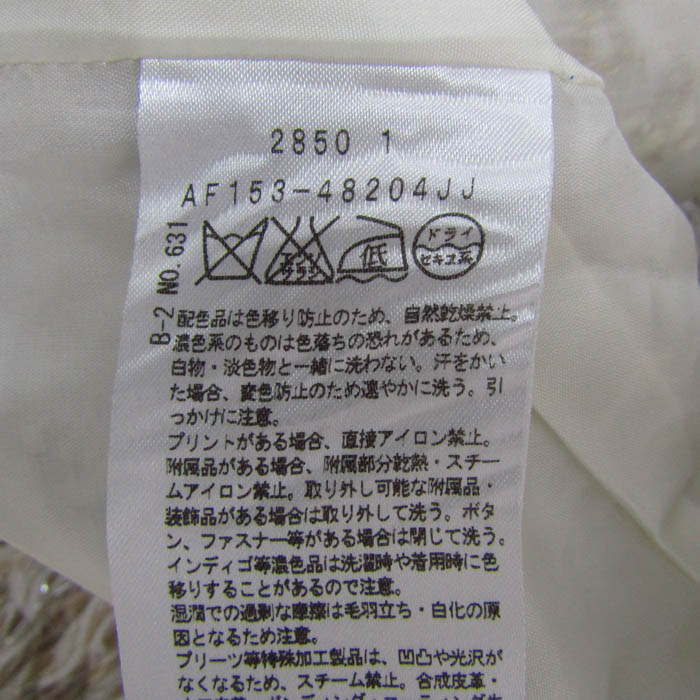 2850 1
AF153-48204JJ
B-2 NO.631
エンソ
サラシ
低
ドライ
セキユ系
配色品は色移り防止のため、自然乾燥禁止。
濃色系のものは色落ちの恐れがあるため、
白物・淡色物と一緒に洗わない。汗をかい
た場合、変色防止のため速やかに洗う。引
っかけに注意。
プリントがある場合、直接アイロン禁止。
附属品がある場合、附属部分乾熱・スチー
ムアイロン禁止。取り外し可能な附属品・
装飾品がある場合は取り外して洗う。ボタ
ン、ファスナー等がある場合は閉じて洗う。
インディゴ等濃色品は洗濯時や着用時に色
移りすることがあるので注意。
湿潤での過剰な摩擦は毛羽立ち・白化の原
因となるため注意。
プリーツ等特殊加工製品は、凹凸や光沢が
なくなるため、スチーム禁止。合成皮革・